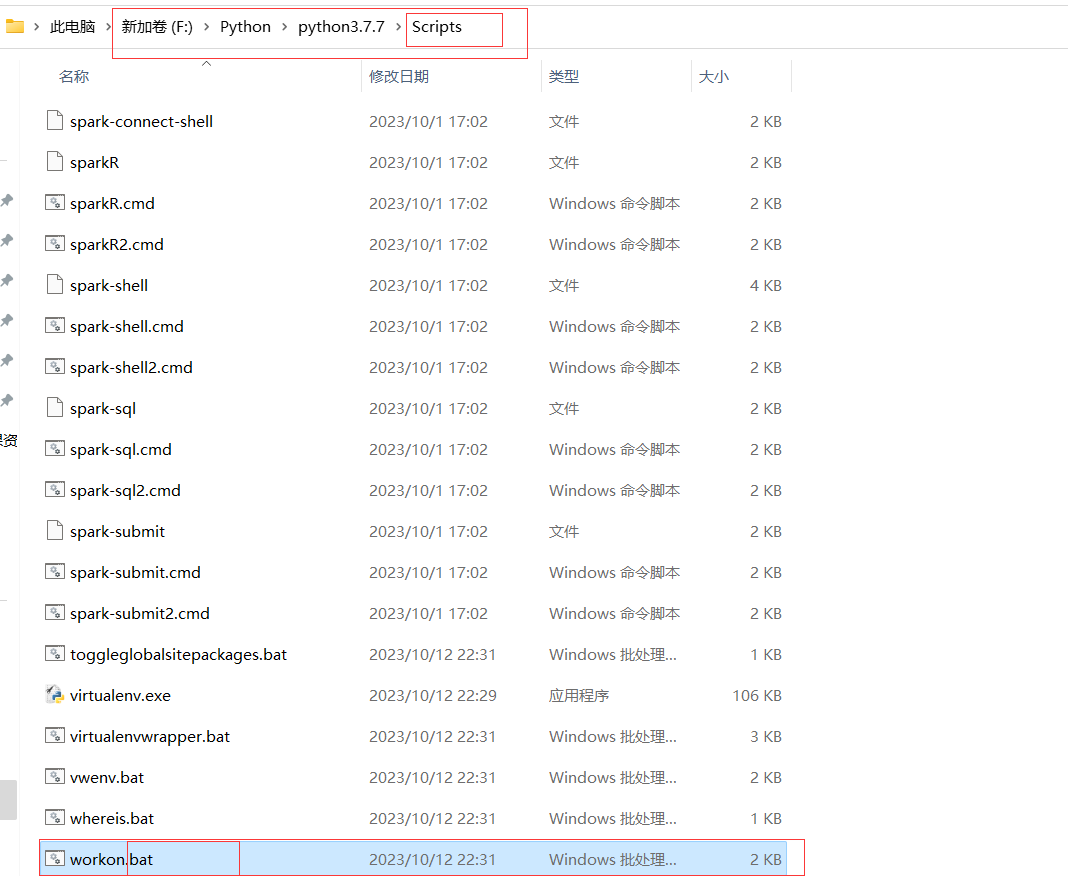 此电脑 新加卷 (F:) Python python3.7.7 Scripts
名称 修改日期 类型 大小
spark-connect-shell 2023/10/1 17:02 文件 2 KB
sparkR 2023/10/1 17:02 文件 2 KB
sparkR.cmd 2023/10/1 17:02 Windows 命令脚本 2 KB
sparkR2.cmd 2023/10/1 17:02 Windows 命令脚本 2 KB
spark-shell 2023/10/1 17:02 文件 4 KB
spark-shell.cmd 2023/10/1 17:02 Windows 命令脚本 2 KB
spark-shell2.cmd 2023/10/1 17:02 Windows 命令脚本 2 KB
spark-sql 2023/10/1 17:02 文件 2 KB
资
spark-sql.cmd 2023/10/1 17:02 Windows 命令脚本 2 KB
spark-sql2.cmd 2023/10/1 17:02 Windows 命令脚本 2 KB
spark-submit 2023/10/1 17:02 文件 2 KB
spark-submit.cmd 2023/10/1 17:02 Windows 命令脚本 2 KB
spark-submit2.cmd 2023/10/1 17:02 Windows 命令脚本 2 KB
toggleglobalsitepackages.bat 2023/10/12 22:31 Windows 批处理... 1 KB
virtualenv.exe 2023/10/12 22:29 应用程序 106 KB
virtualenvwrapper.bat 2023/10/12 22:31 Windows 批处理... 3 KB
vwenv.bat 2023/10/12 22:31 Windows 批处理... 2 KB
whereis.bat 2023/10/12 22:31 Windows 批处理... 1 KB
workon.bat 2023/10/12 22:31 Windows 批处理... 2 KB